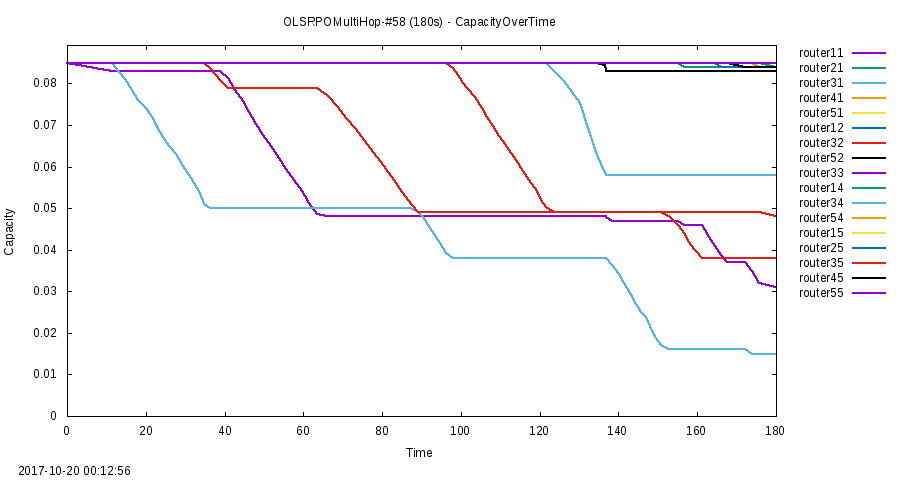 OLSRPOMultiHop-#58 (180s) - CapacityOverTime
router11
router21
router31
router41
router51
router12
router32
router52
router33
router14
router34
router54
router15
router25
router35
router45
router55
0.08
0.07
0.06
0.05
0.04
0.03
0.02
0.01
0
Capacity
0 20 40 60 80 100 120 140 160 180
Time
2017-10-20 00:12:56